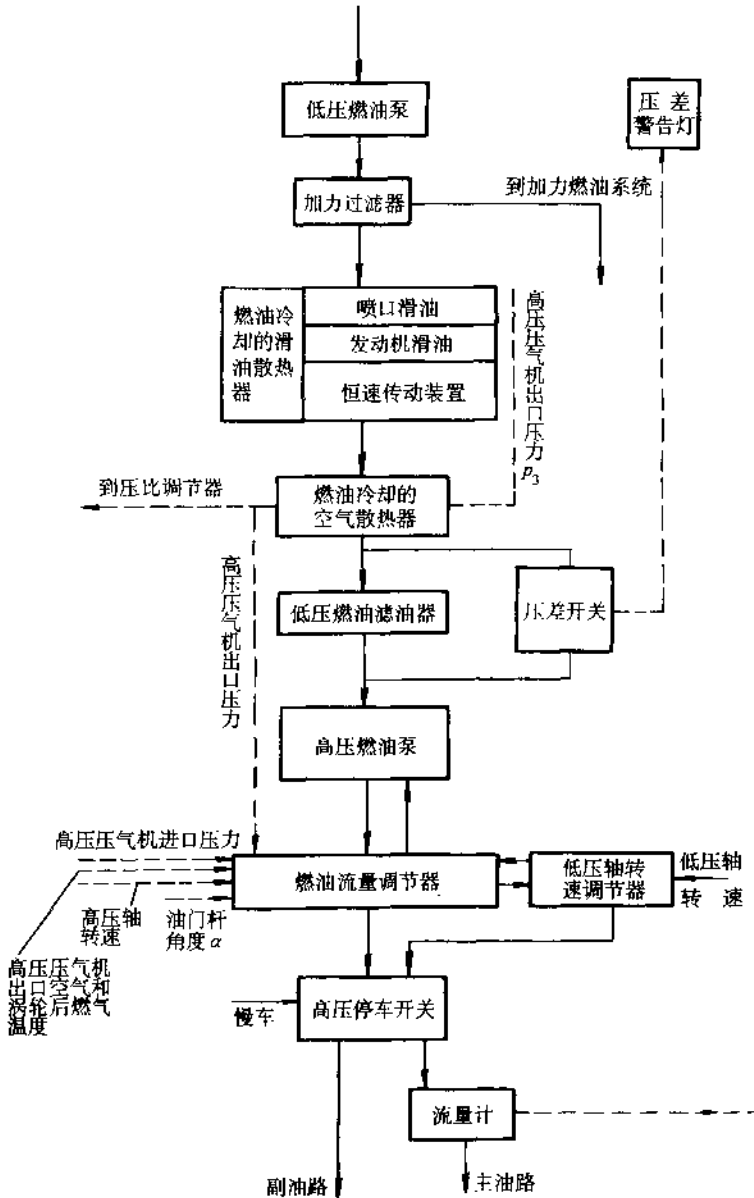 低压燃油泵
压差
警告灯
加力过滤器
到加力燃油系统
燃油冷
却的滑
油散热
器
喷口滑油
发动机滑油
恒速传动装置
高压压气机出口压力
p₃
到压比调节器
燃油冷却的
空气散热器
高压压气机出口压力
低压燃油滤油器
压差开关
高压燃油泵
高压压气机进口压力
燃油流量调节器
低压轴转
速调节器
低压轴
转速
高压轴
转速
油门杆
角度α
高压压气机
出口空气和
涡轮后燃气
温度
慢车
高压停车开关
流量计
副油路
主油路